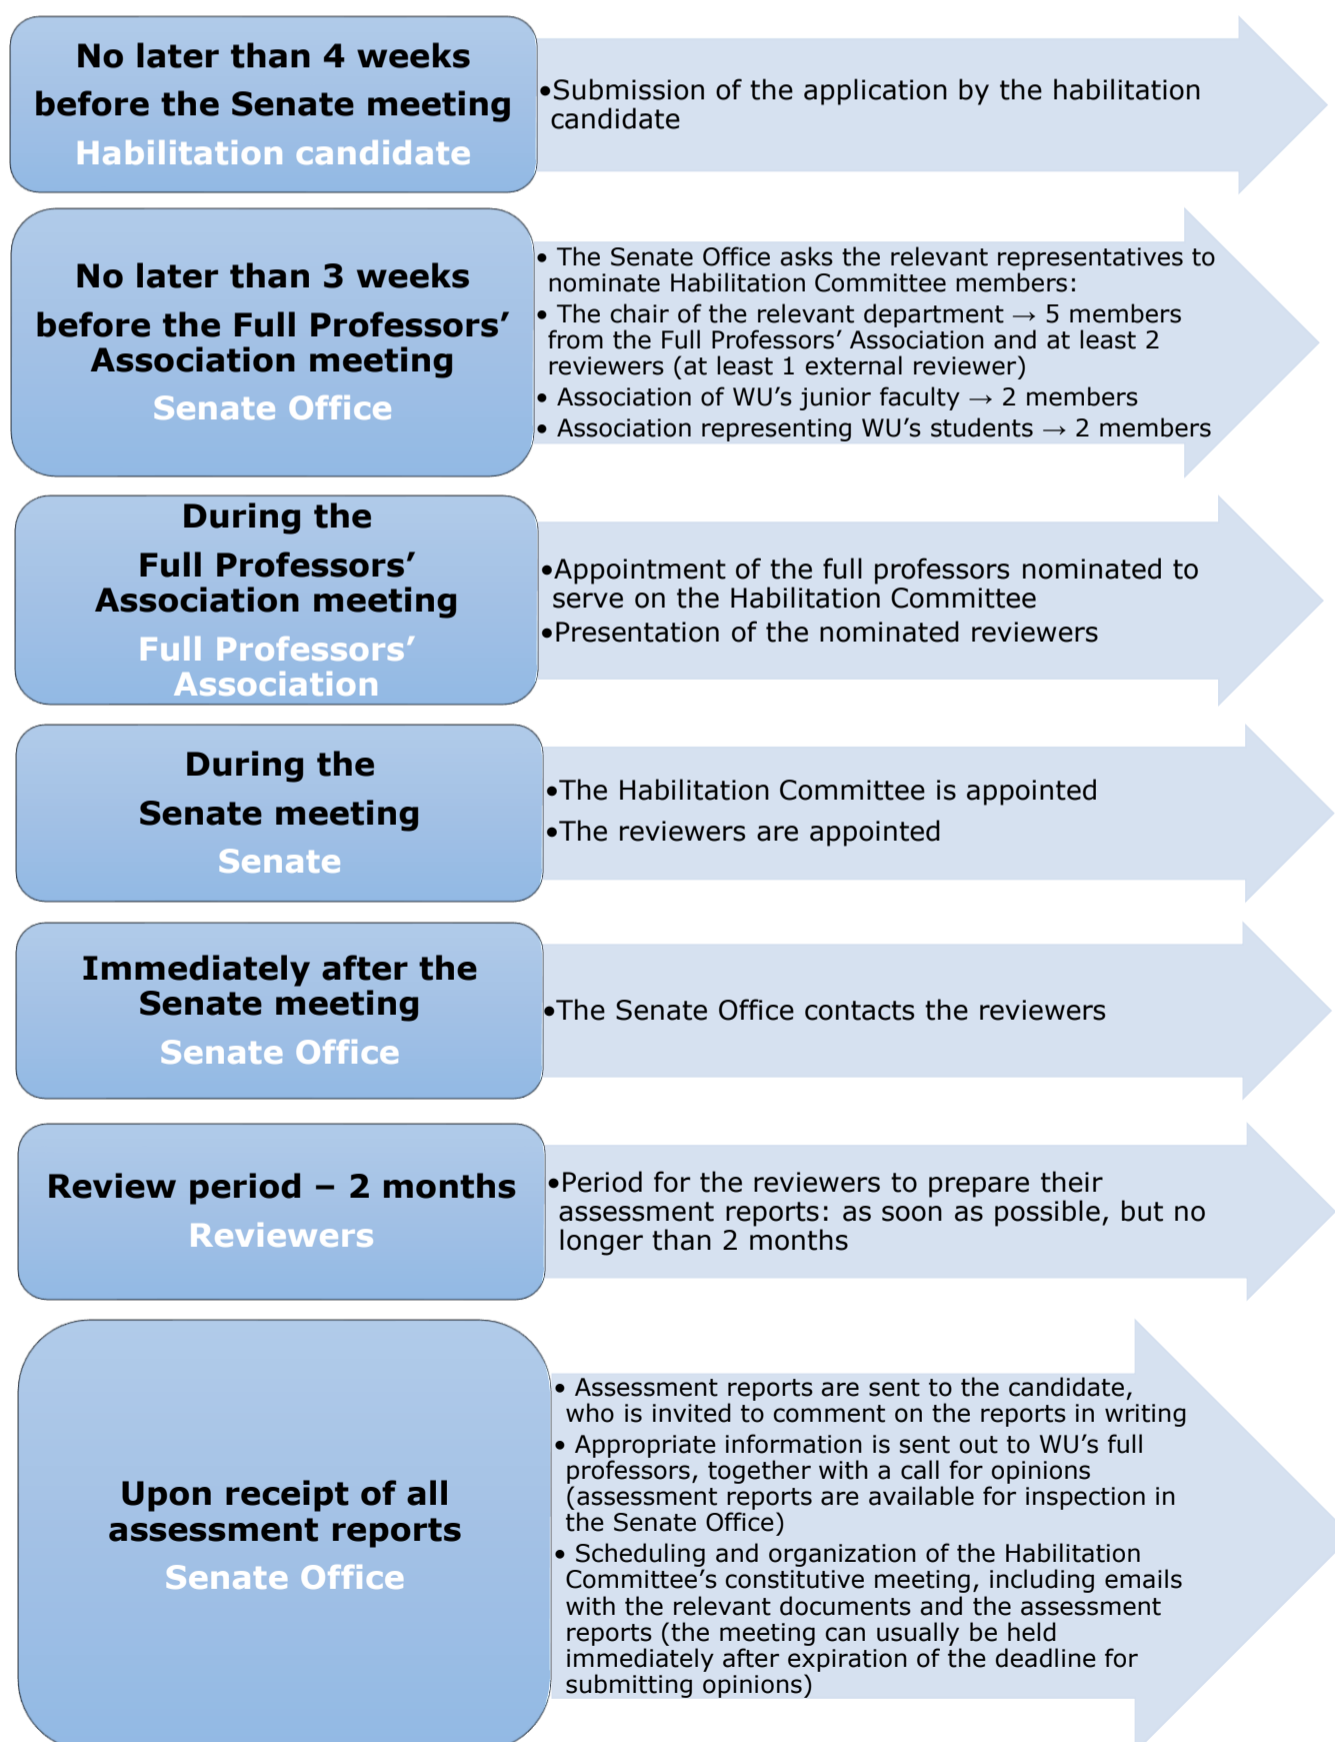 No later than 4 weeks
before the Senate meeting
Habilitation candidate
•Submission of the application by the habilitation
candidate
No later than 3 weeks
before the Full Professors’
Association meeting
Senate Office
• The Senate Office asks the relevant representatives to
nominate Habilitation Committee members:
• The chair of the relevant department → 5 members
from the Full Professors’ Association and at least 2
reviewers (at least 1 external reviewer)
• Association of WU’s junior faculty → 2 members
• Association representing WU’s students → 2 members
During the
Full Professors’
Association meeting
Full Professors’
Association
•Appointment of the full professors nominated to
serve on the Habilitation Committee
•Presentation of the nominated reviewers
During the
Senate meeting
Senate
•The Habilitation Committee is appointed
•The reviewers are appointed
Immediately after the
Senate meeting
Senate Office
•The Senate Office contacts the reviewers
Review period – 2 months
Reviewers
•Period for the reviewers to prepare their
assessment reports: as soon as possible, but no
longer than 2 months
Upon receipt of all
assessment reports
Senate Office
• Assessment reports are sent to the candidate,
who is invited to comment on the reports in writing
• Appropriate information is sent out to WU’s full
professors, together with a call for opinions
(assessment reports are available for inspection in
the Senate Office)
• Scheduling and organization of the Habilitation
Committee’s constitutive meeting, including emails
with the relevant documents and the assessment
reports (the meeting can usually be held
immediately after expiration of the deadline for
submitting opinions)